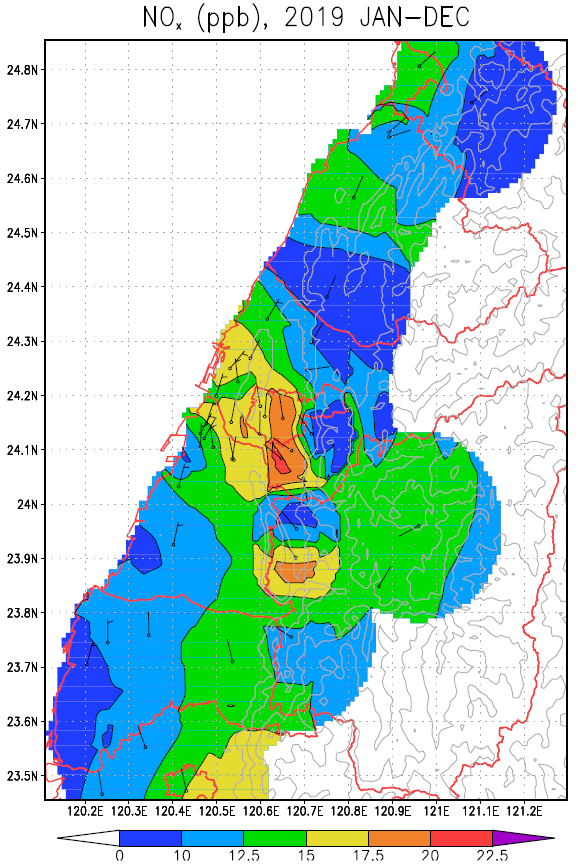 NOx (ppb), 2019 JAN–DEC
24.8N
24.7N
24.6N
24.5N
24.4N
24.3N
24.2N
24.1N
24N
23.9N
23.8N
23.7N
23.6N
23.5N
120.2E 120.3E 120.4E 120.5E 120.6E 120.7E 120.8E 120.9E 121E 121.1E 121.2E
0 10 12.5 15 17.5 20 22.5